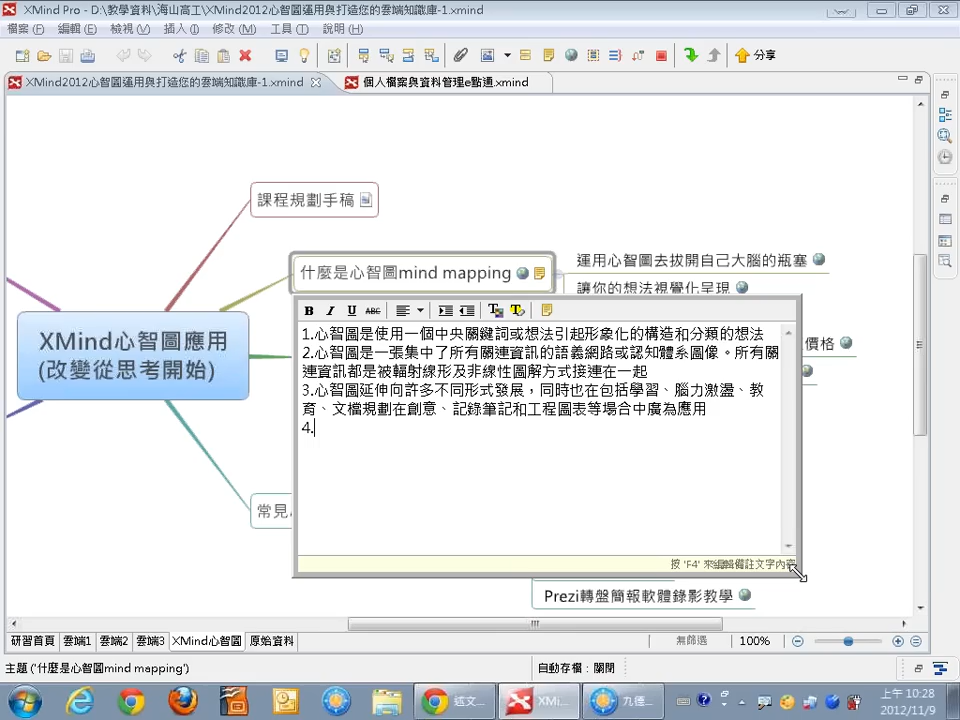 XMind Pro - D:\教學資料\海山高工\XMind2012心智圖運用與打造您的雲端知識庫-1.xmind
檔案 (F) 編輯 (E) 檢視 (V) 插入 (I) 修改 (M) 工具 (T) 說明 (H)
分享
XMind2012心智圖運用與打造您的雲端知識庫-1.xmind
個人檔案與資料管理e點通.xmind
課程規劃手稿
什麼是心智圖mind mapping
運用心智圖去拔開自己大腦的瓶塞
讓你的想法視覺化呈現
XMind心智圖應用
(改變從思考開始)
價格
B I U ABC
1.心智圖是使用一個中央關鍵詞或想法引起形象化的構造和分類的想法
2.心智圖是一張集中了所有關連資訊的語義網路或認知體系圖像。所有關
連資訊都是被輻射線形及非線性圖解方式接連在一起
3.心智圖延伸向許多不同形式發展，同時也在包括學習、腦力激盪、教
育、文檔規劃在創意、記錄筆記和工程圖表等場合中廣為應用
4.
常見
按 'F4' 來編輯備註文字內容
Prezi轉盤簡報軟體錄影教學
研習首頁 雲端1 雲端2 雲端3 XMind心智圖 原始資料
無篩選 100%
主題 ('什麼是心智圖mind mapping')
自動存檔：關閉
XMi...
九德...
上午 10:28
2012/11/9